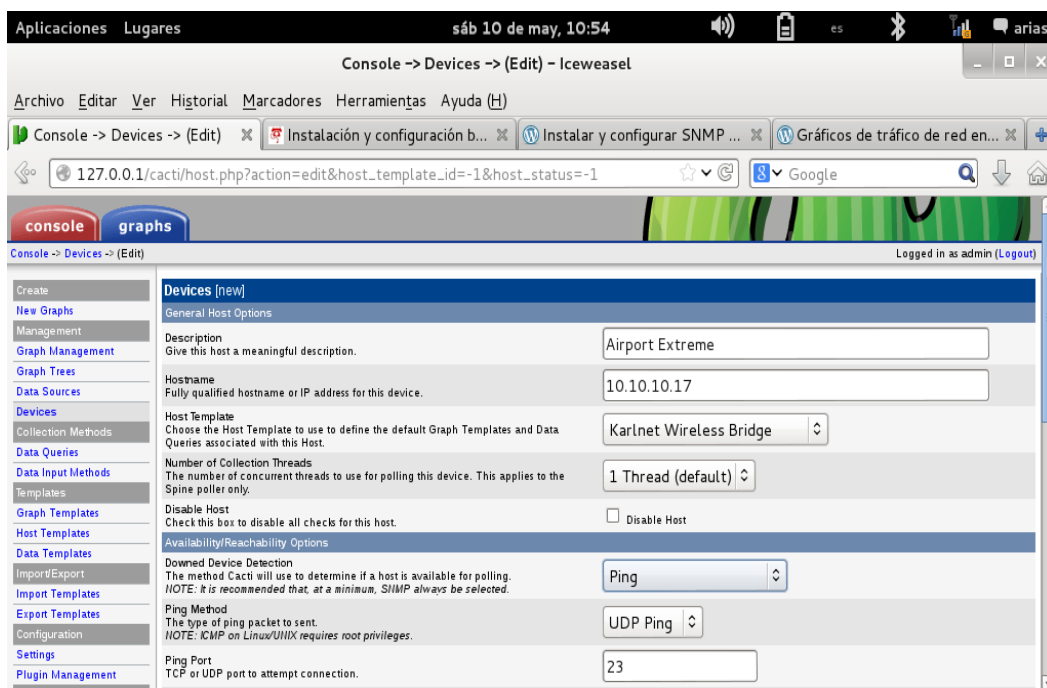 Aplicaciones Lugares sáb 10 de may, 10:54 es arias
Console -> Devices -> (Edit) - Iceweasel
Archivo Editar Ver Historial Marcadores Herramientas Ayuda (H)
Console -> Devices -> (Edit) Instalación y configuración b... Instalar y configurar SNMP ... Gráficos de tráfico de red en...
127.0.0.1/cacti/host.php?action=edit&host_template_id=-1&host_status=-1 Google
console graphs
Console -> Devices -> (Edit) Logged in as admin (Logout)
Create
New Graphs
Management
Graph Management
Graph Trees
Data Sources
Devices
Collection Methods
Data Queries
Data Input Methods
Templates
Graph Templates
Host Templates
Data Templates
Import/Export
Import Templates
Export Templates
Configuration
Settings
Plugin Management
Devices [new]
General Host Options
Description
Give this host a meaningful description.
Airport Extreme
Hostname
Fully qualified hostname or IP address for this device.
10.10.10.17
Host Template
Choose the Host Template to use to define the default Graph Templates and Data
Queries associated with this Host.
Karlnet Wireless Bridge
Number of Collection Threads
The number of concurrent threads to use for polling this device. This applies to the
Spine poller only.
1 Thread (default)
Disable Host
Check this box to disable all checks for this host.
Disable Host
Availability/Reachability Options
Downed Device Detection
The method Cacti will use to determine if a host is available for polling.
NOTE: It is recommended that, at a minimum, SNMP always be selected.
Ping
Ping Method
The type of ping packet to sent.
NOTE: ICMP on Linux/UNIX requires root privileges.
UDP Ping
Ping Port
TCP or UDP port to attempt connection.
23